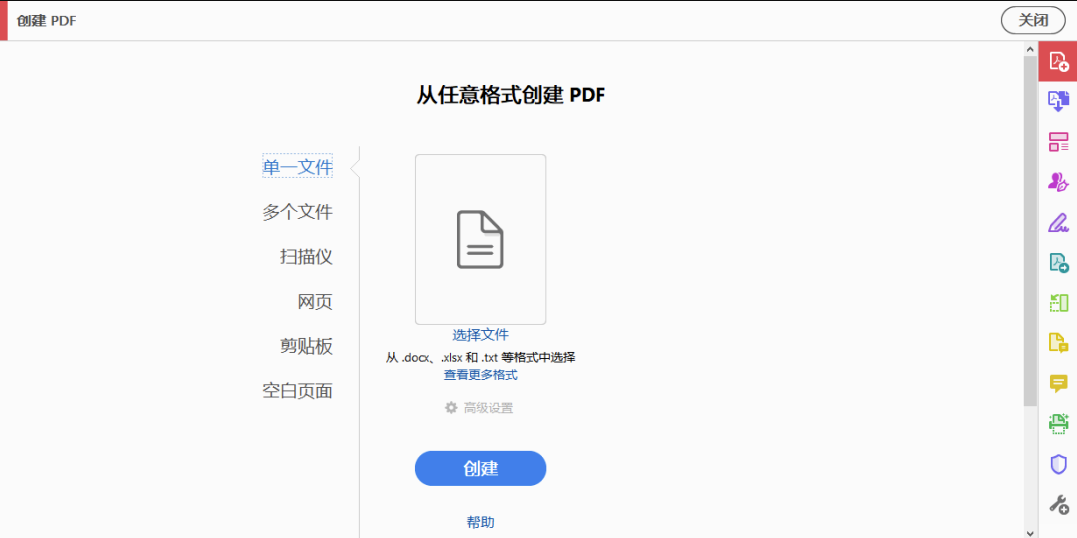 创建 PDF
关闭
从任意格式创建 PDF
单一文件
多个文件
扫描仪
网页
剪贴板
空白页面
选择文件
从 .docx、.xlsx 和 .txt 等格式中选择
查看更多格式
高级设置
创建
帮助